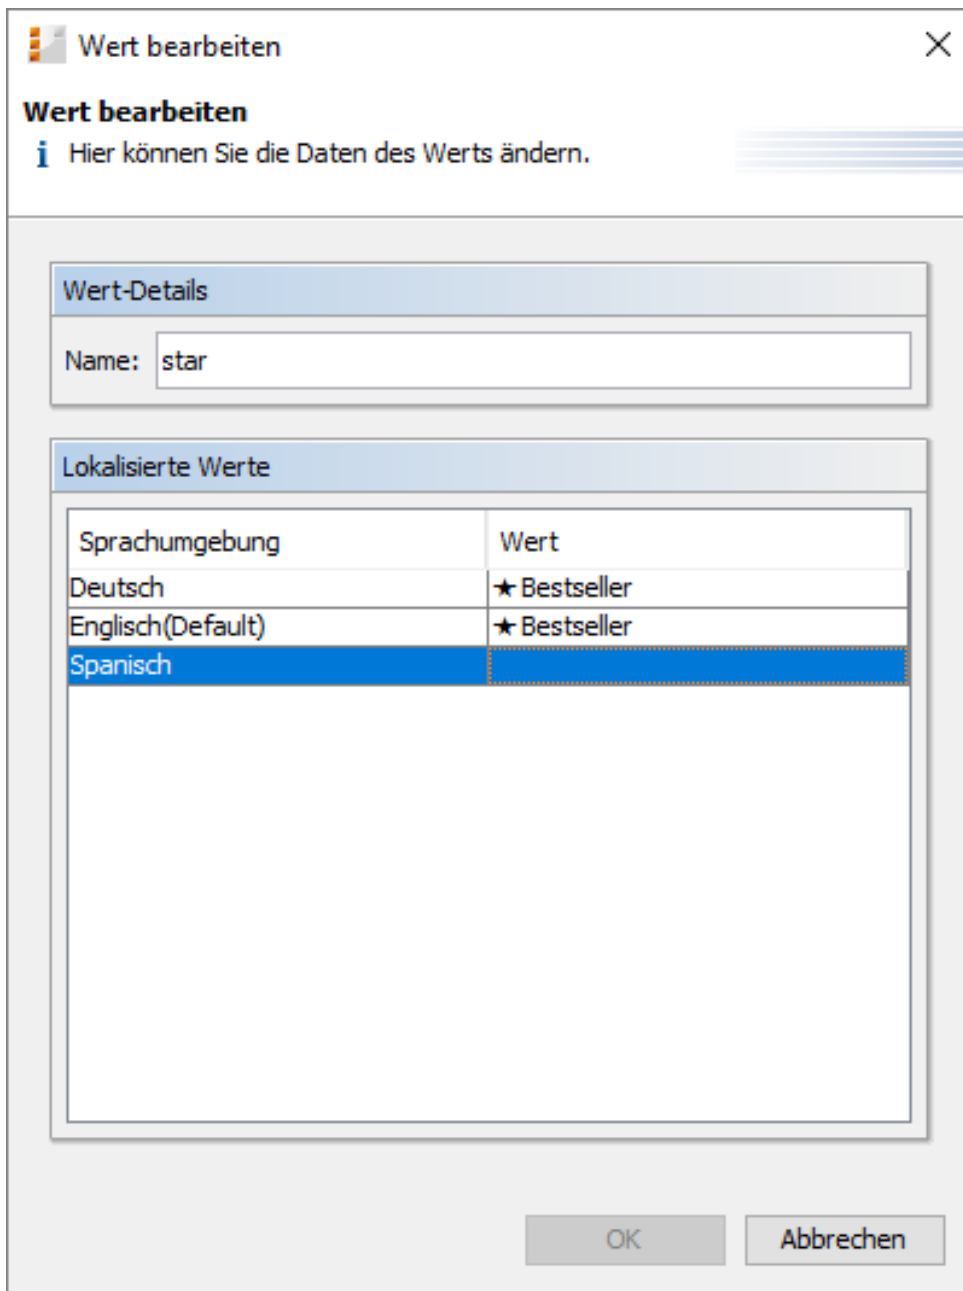 Wert bearbeiten
Wert bearbeiten
i Hier können Sie die Daten des Werts ändern.
Wert-Details
Name: star
Lokalisierte Werte
Sprachumgebung Wert
Deutsch ★ Bestseller
Englisch(Default) ★ Bestseller
Spanisch
OK Abbrechen